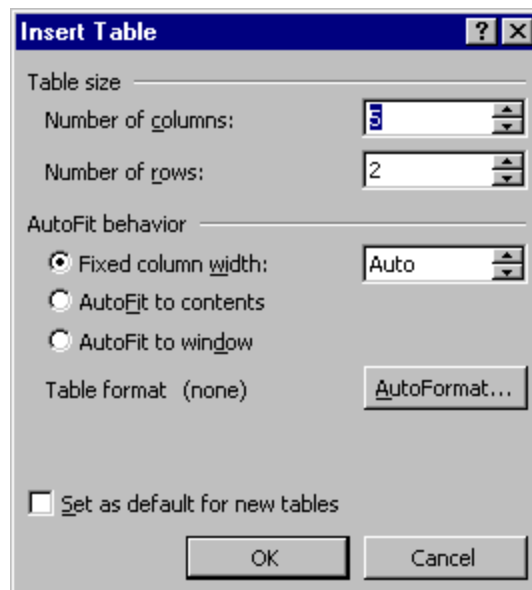 Insert Table
Table size
Number of columns: 5
Number of rows: 2
AutoFit behavior
Fixed column width: Auto
AutoFit to contents
AutoFit to window
Table format (none) AutoFormat...
Set as default for new tables
OK Cancel